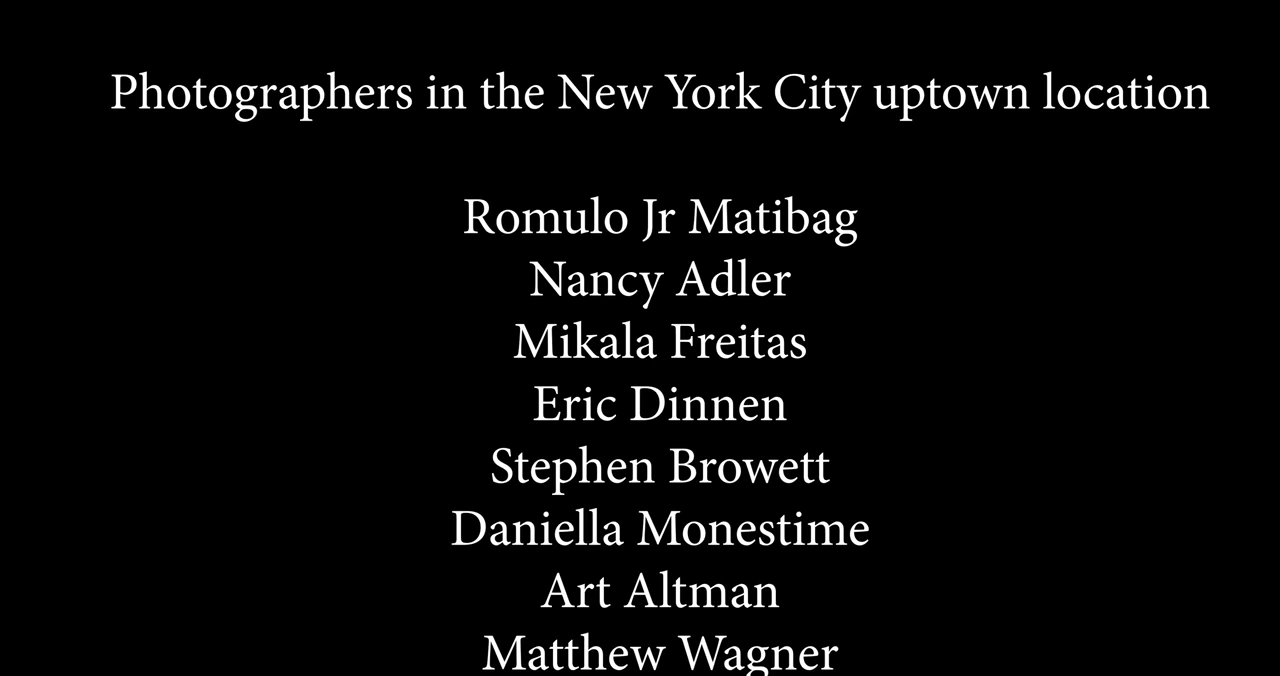 Photographers in the New York City uptown location
Romulo Jr Matibag
Nancy Adler
Mikala Freitas
Eric Dinnen
Stephen Browett
Daniella Monestime
Art Altman
Matthew Wagner